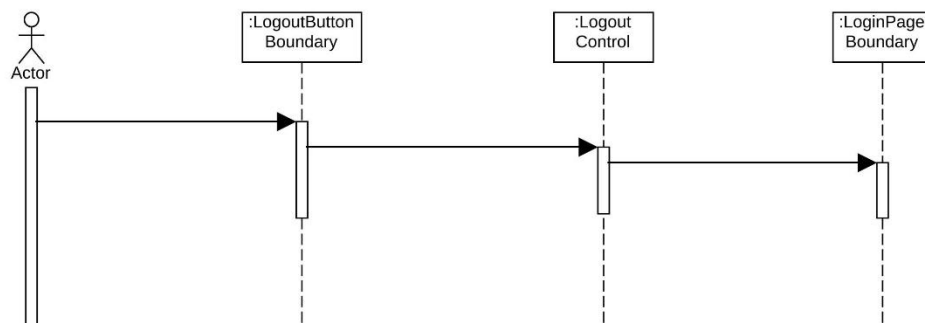 :LogoutButton
Boundary
:Logout
Control
:LoginPage
Boundary
Actor